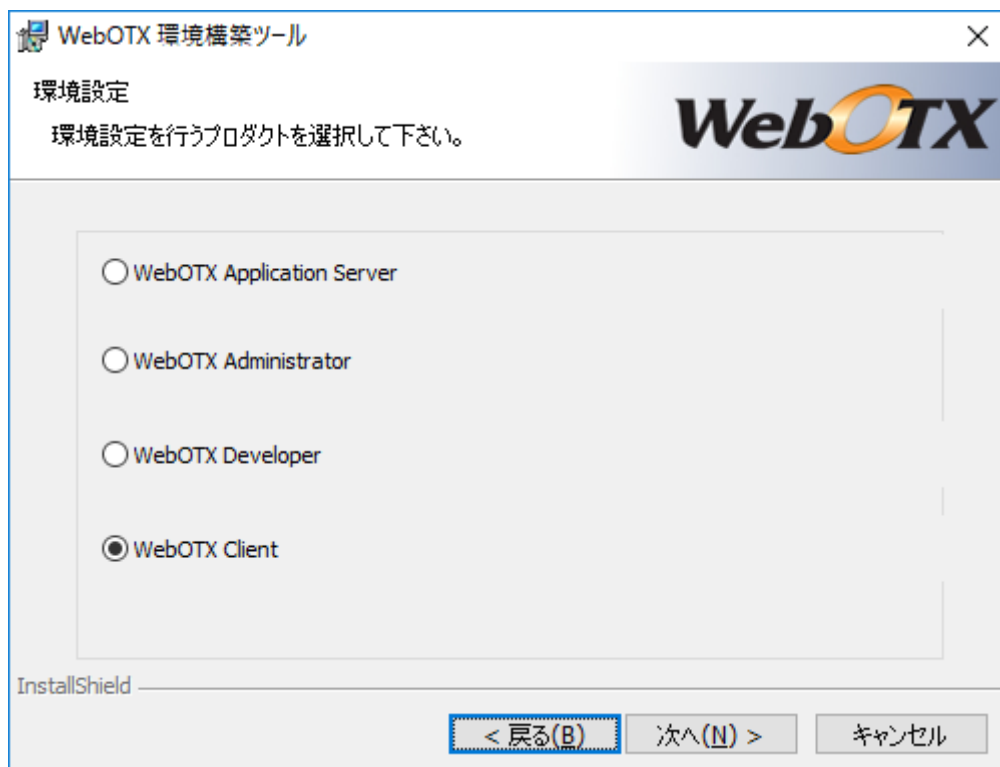 WebOTX 環境構築ツール
環境設定
環境設定を行うプロダクトを選択して下さい。
WebOTX
WebOTX Application Server
WebOTX Administrator
WebOTX Developer
WebOTX Client
InstallShield
< 戻る(B)
次へ(N) >
キャンセル